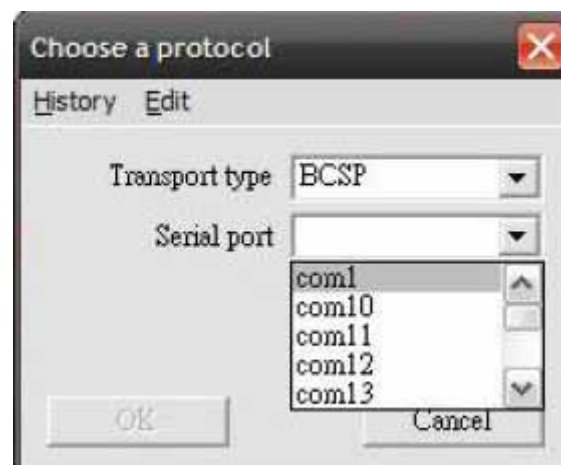 Choose a protocol
History Edit
Transport type BCSP
Serial port
com1
com10
com11
com12
com13
OK Cancel